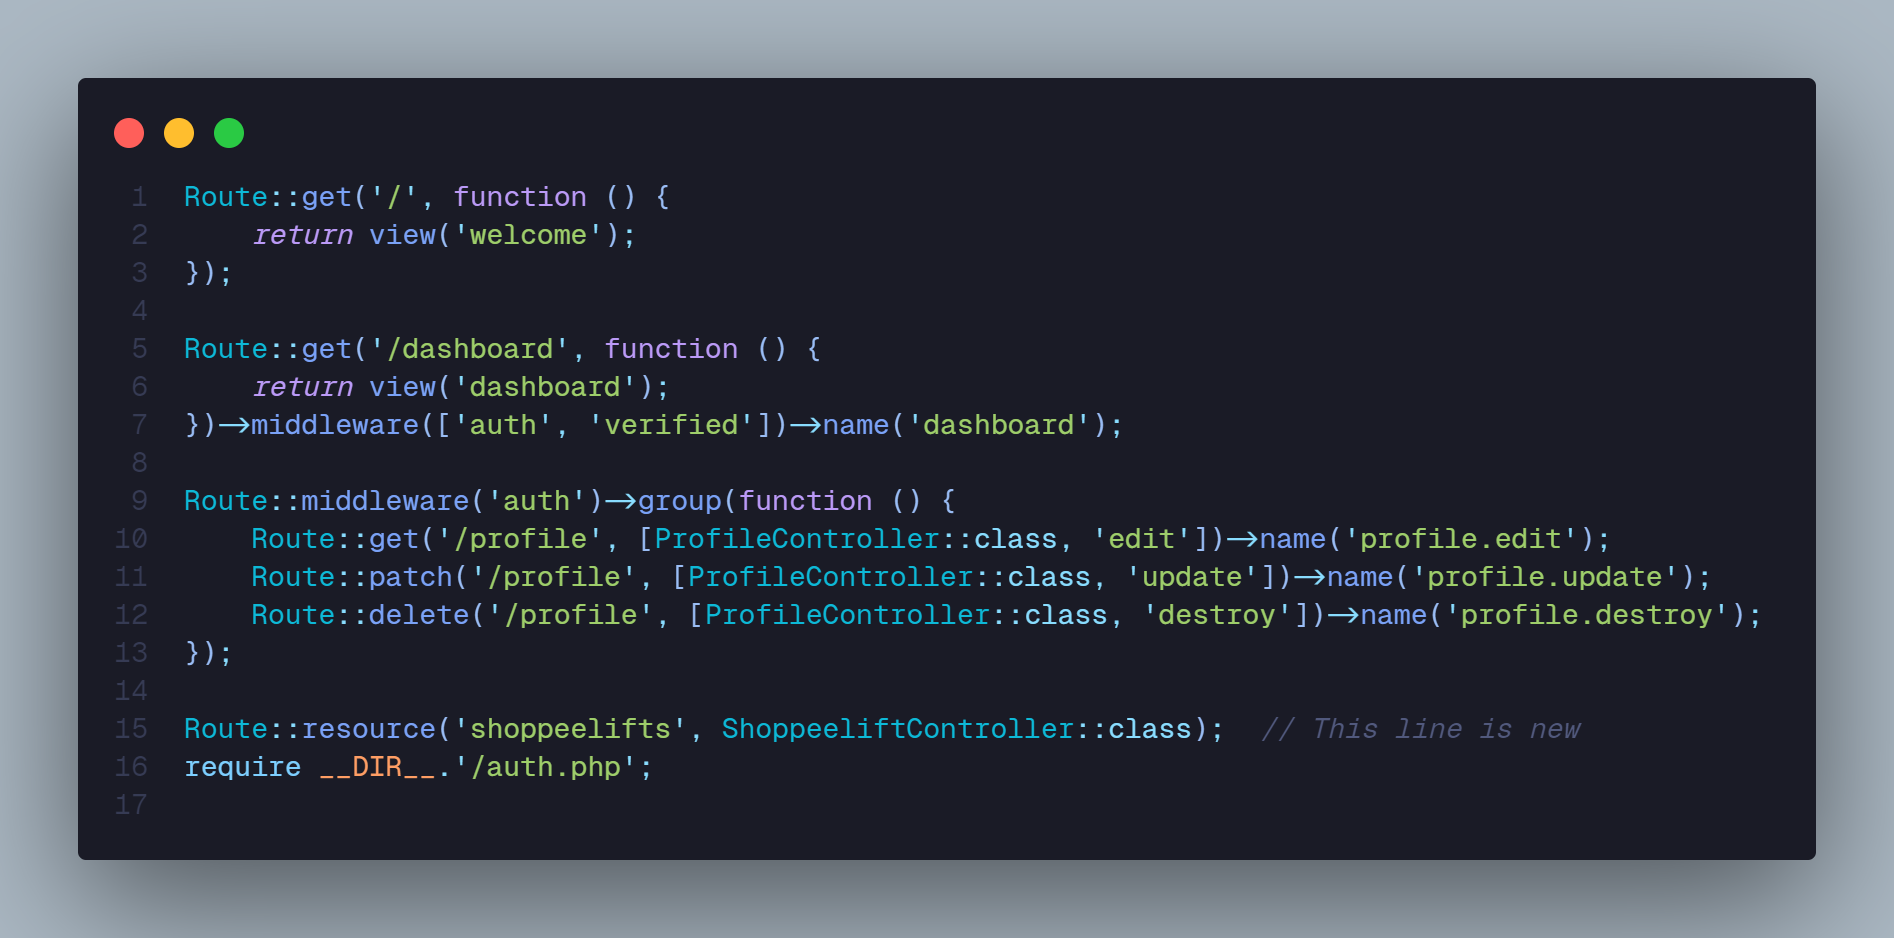 1 Route::get('/', function () {
2     return view('welcome');
3 });
4
5 Route::get('/dashboard', function () {
6     return view('dashboard');
7 })->middleware(['auth', 'verified'])->name('dashboard');
8
9 Route::middleware('auth')->group(function () {
10     Route::get('/profile', [ProfileController::class, 'edit'])->name('profile.edit');
11     Route::patch('/profile', [ProfileController::class, 'update'])->name('profile.update');
12     Route::delete('/profile', [ProfileController::class, 'destroy'])->name('profile.destroy');
13 });
14
15 Route::resource('shoppeelifts', ShoppeeliftController::class);  // This line is new
16 require __DIR__.'/auth.php';
17